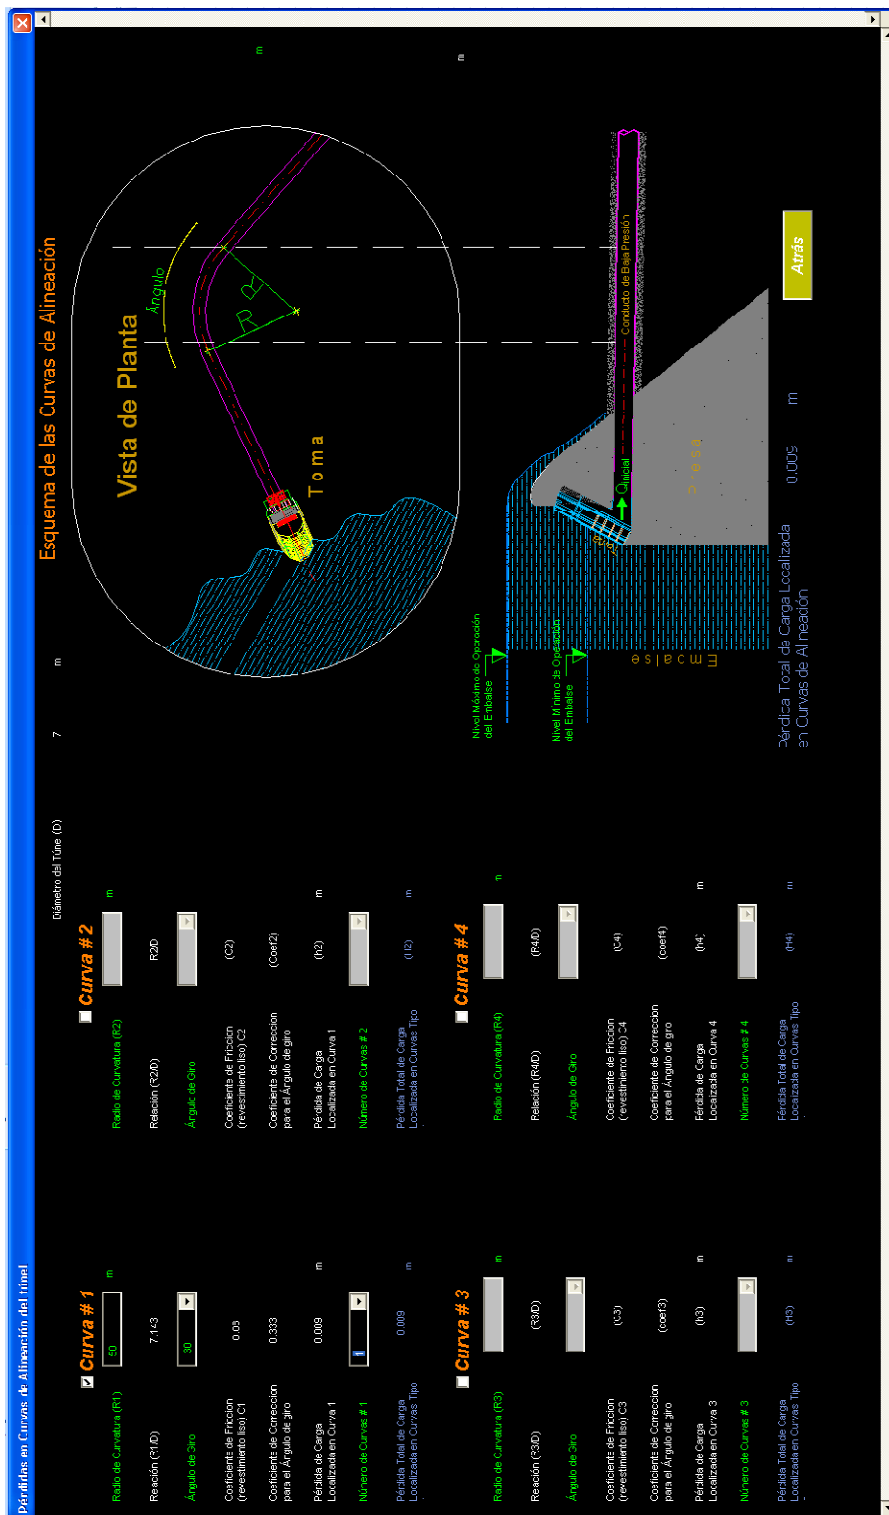 Pérdidas en Curvas de Alineación del túnel
Diámetro del Túnel (D) 7 m
Curva # 1
Radio de Curvatura (R1) 50 m
Relación (R1/D) 7.143
Ángulo de Giro 30
Coeficiente de Friccion
(revestimiento liso) C1 0.05
Coeficiente de Correccion
para el Ángulo de giro 0.333
Pérdida de Carga
Localizada en Curva 1 0.009 m
Número de Curvas # 1 1
Pérdida Total de Carga
Localizada en Curvas Tipo 0.009 m
Curva # 2
Radio de Curvatura (R2) m
Relación (R2/D) R2/D
Ángulo de Giro
Coeficiente de Friccion
(revestimiento liso) C2 (C2)
Coeficiente de Correccion
para el Ángulo de giro (Coef2)
Pérdida de Carga
Localizada en Curva 1 (h2) m
Número de Curvas # 2
Pérdida Total de Carga
Localizada en Curvas Tipo (H2) m
Curva # 3
Radio de Curvatura (R3) m
Relación (R3/D) (R3/D)
Ángulo de Giro
Coeficiente de Friccion
(revestimiento liso) C3 (C3)
Coeficiente de Correccion
para el Ángulo de giro (coef3)
Pérdida de Carga
Localizada en Curva 3 (h3) m
Número de Curvas # 3
Pérdida Total de Carga
Localizada en Curvas Tipo (H3) m
Curva # 4
Radio de Curvatura (R4) m
Relación (R4/D) (R4/D)
Ángulo de Giro
Coeficiente de Friccion
(revestimiento liso) C4 (C4)
Coeficiente de Correccion
para el Ángulo de giro (coef4)
Pérdida de Carga
Localizada en Curva 4 (h4) m
Número de Curvas # 4
Pérdida Total de Carga
Localizada en Curvas Tipo (H4) m
Esquema de las Curvas de Alineación
Vista de Planta
Ángulo
R R
Toma
m
m
Nivel Máximo de Operación
del Embalse
Nivel Mínimo de Operación
del Embalse
Embalse
Toma
Qinicial
Conducto de Baja Presión
Pérdida Total de Carga Localizada
en Curvas de Alineación 0.009 m
Atrás